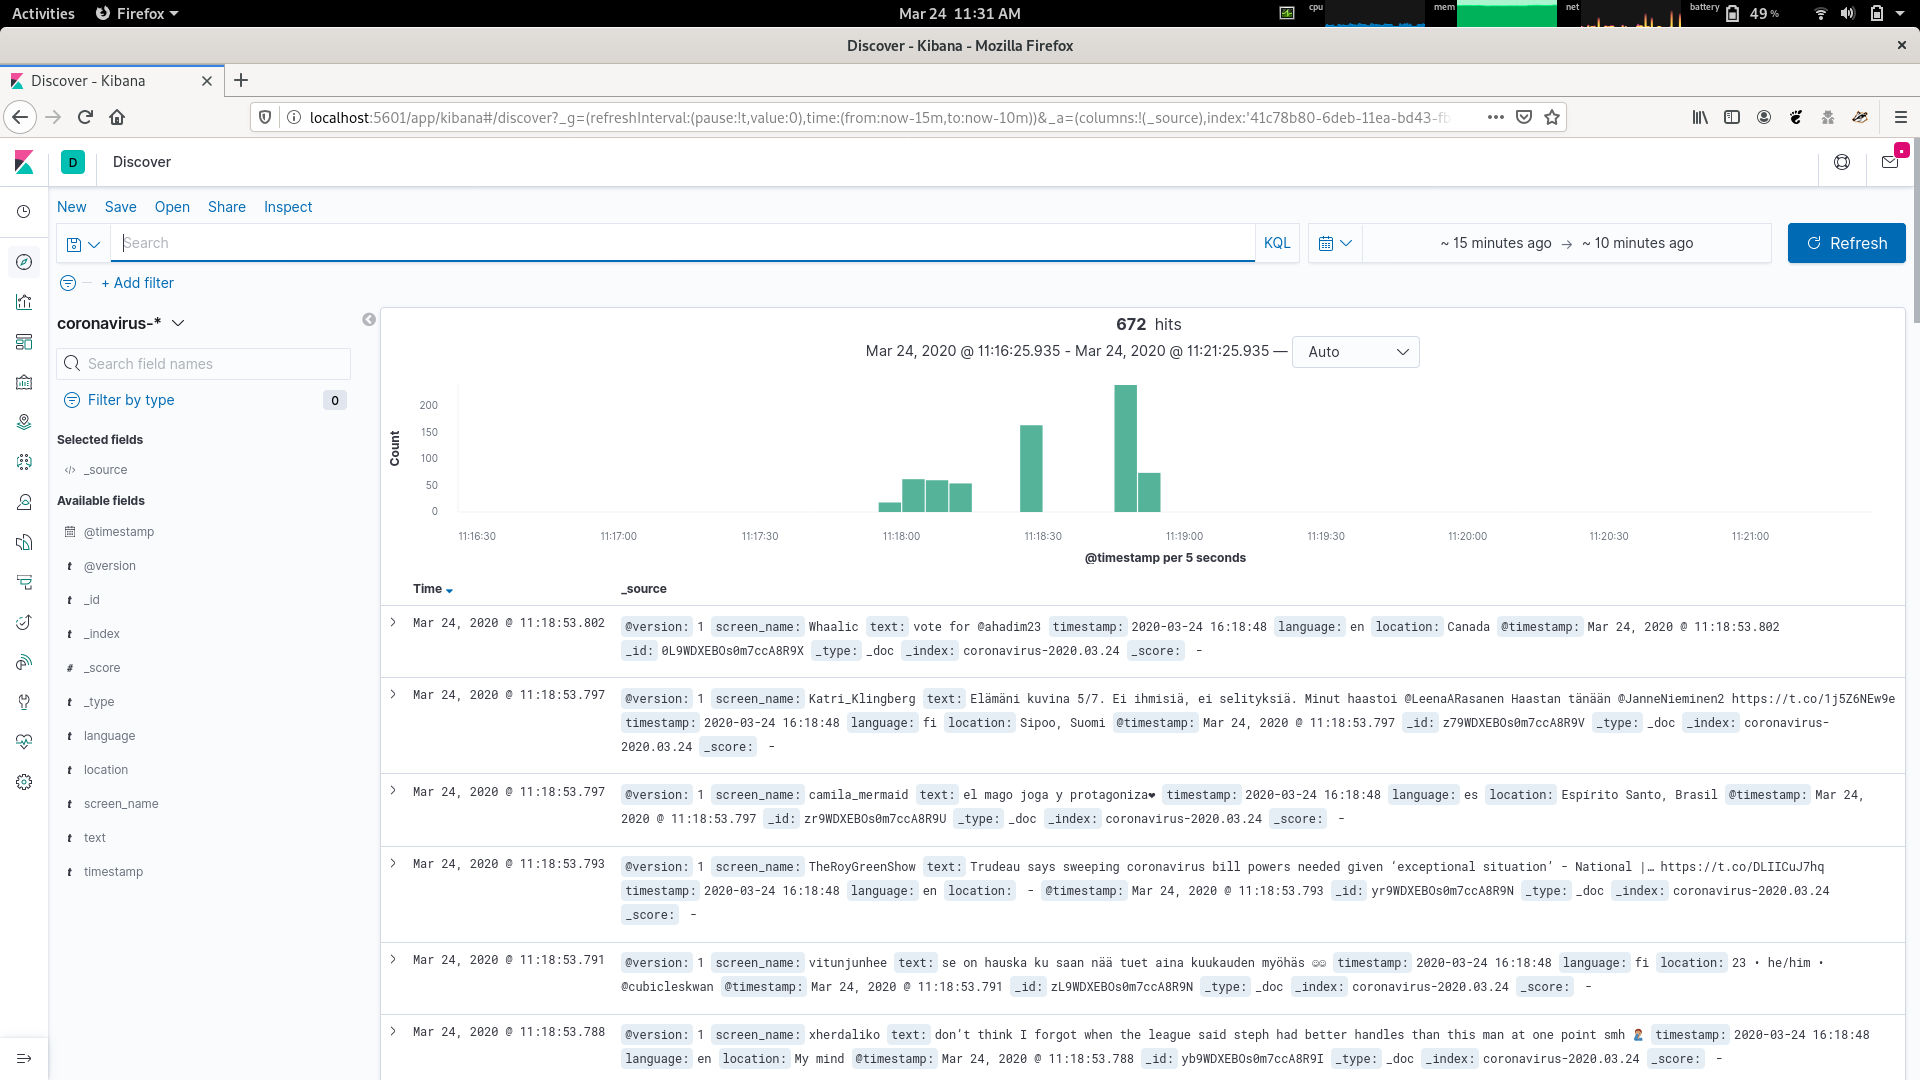 Activities Firefox Mar 24 11:31 AM cpu mem net battery 49 %
Discover - Kibana - Mozilla Firefox
Discover - Kibana
localhost:5601/app/kibana#/discover?_g=(refreshInterval:(pause:!t,value:0),time:(from:now-15m,to:now-10m))&_a=(columns:!(_source),index:'41c78b80-6deb-11ea-bd43-fb
D Discover
New Save Open Share Inspect
Search KQL ~ 15 minutes ago → ~ 10 minutes ago Refresh
+ Add filter
coronavirus-*
Search field names
Filter by type 0
Selected fields
_source
Available fields
@timestamp
t @version
t _id
t _index
# _score
t _type
t language
t location
t screen_name
t text
t timestamp
672 hits
Mar 24, 2020 @ 11:16:25.935 - Mar 24, 2020 @ 11:21:25.935 — Auto
Count
200
150
100
50
0
11:16:30 11:17:00 11:17:30 11:18:00 11:18:30 11:19:00 11:19:30 11:20:00 11:20:30 11:21:00
@timestamp per 5 seconds
Time _source
Mar 24, 2020 @ 11:18:53.802 @version: 1 screen_name: Whaalic text: vote for @ahadim23 timestamp: 2020-03-24 16:18:48 language: en location: Canada @timestamp: Mar 24, 2020 @ 11:18:53.802
_id: 0L9WDXEBOs0m7ccA8R9X _type: _doc _index: coronavirus-2020.03.24 _score: -
Mar 24, 2020 @ 11:18:53.797 @version: 1 screen_name: Katri_Klingberg text: Elämäni kuvina 5/7. Ei ihmisiä, ei selityksiä. Minut haastoi @LeenaARasanen Haastan tänään @JanneNieminen2 https://t.co/1j5Z6NEw9e
timestamp: 2020-03-24 16:18:48 language: fi location: Sipoo, Suomi @timestamp: Mar 24, 2020 @ 11:18:53.797 _id: z79WDXEBOs0m7ccA8R9V _type: _doc _index: coronavirus-
2020.03.24 _score: -
Mar 24, 2020 @ 11:18:53.797 @version: 1 screen_name: camila_mermaid text: el mago joga y protagoniza❤ timestamp: 2020-03-24 16:18:48 language: es location: Espírito Santo, Brasil @timestamp: Mar 24,
2020 @ 11:18:53.797 _id: zr9WDXEBOs0m7ccA8R9U _type: _doc _index: coronavirus-2020.03.24 _score: -
Mar 24, 2020 @ 11:18:53.793 @version: 1 screen_name: TheRoyGreenShow text: Trudeau says sweeping coronavirus bill powers needed given ‘exceptional situation’ - National |… https://t.co/DLIICuJ7hq
timestamp: 2020-03-24 16:18:48 language: en location: - @timestamp: Mar 24, 2020 @ 11:18:53.793 _id: yr9WDXEBOs0m7ccA8R9N _type: _doc _index: coronavirus-2020.03.24
_score: -
Mar 24, 2020 @ 11:18:53.791 @version: 1 screen_name: vitunjunhee text: se on hauska ku saan nää tuet aina kuukauden myöhäs timestamp: 2020-03-24 16:18:48 language: fi location: 23 • he/him •
@cubicleskwan @timestamp: Mar 24, 2020 @ 11:18:53.791 _id: zL9WDXEBOs0m7ccA8R9N _type: _doc _index: coronavirus-2020.03.24 _score: -
Mar 24, 2020 @ 11:18:53.788 @version: 1 screen_name: xherdaliko text: don’t think I forgot when the league said steph had better handles than this man at one point smh timestamp: 2020-03-24 16:18:48
language: en location: My mind @timestamp: Mar 24, 2020 @ 11:18:53.788 _id: yb9WDXEBOs0m7ccA8R9I _type: _doc _index: coronavirus-2020.03.24 _score: -